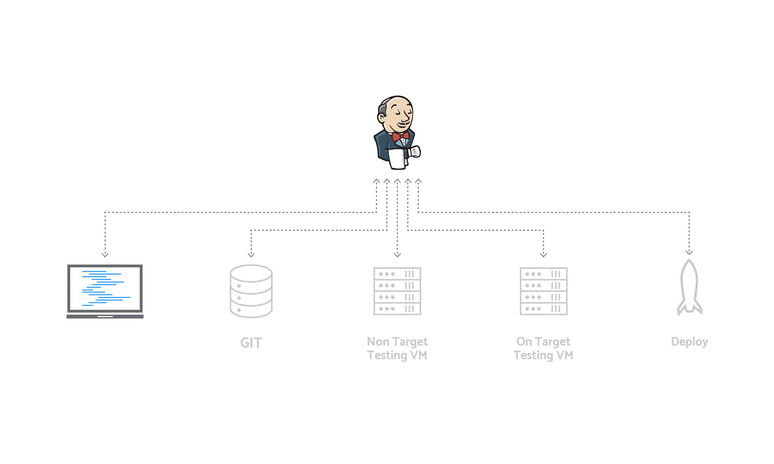 GIT
Non Target
Testing VM
On Target
Testing VM
Deploy